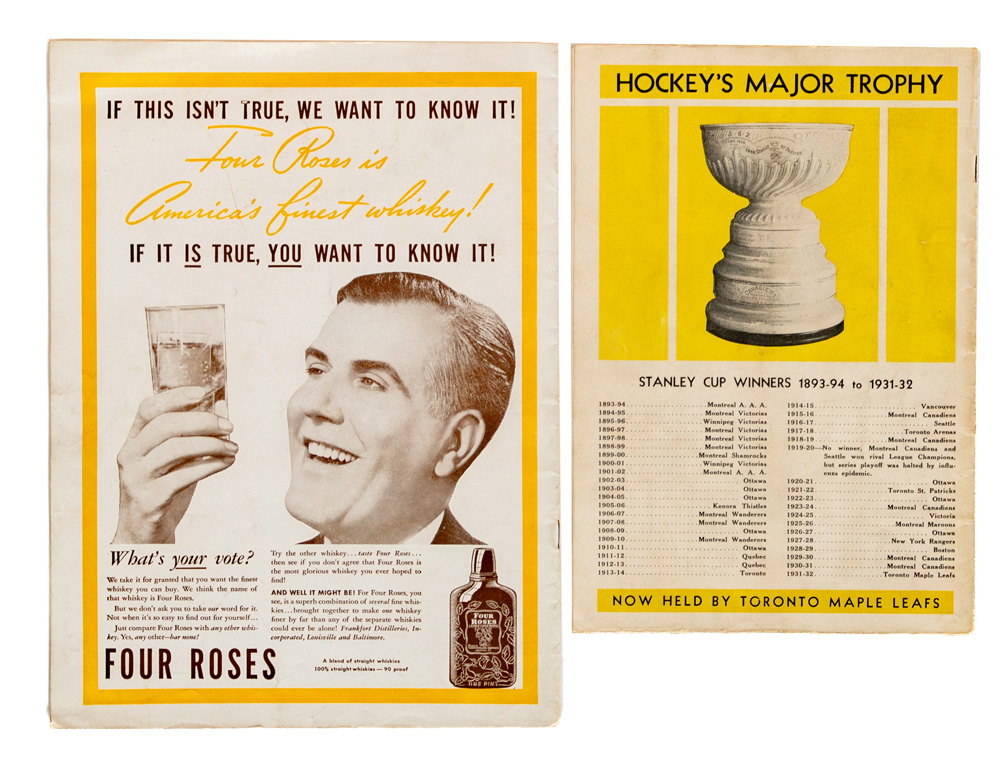 IF THIS ISN'T TRUE, WE WANT TO KNOW IT!
Four Roses is
America's finest whiskey!
IF IT IS TRUE, YOU WANT TO KNOW IT!
What's your vote?
We take it for granted that you want the finest
whiskey you can buy. We think the name of
that whiskey is Four Roses.
But we don't ask you to take our word for it.
Not when it's so easy to find out for yourself...
Just compare Four Roses with any other whis-
key. Yes, any other—bar none!
Try the other whiskey...taste Four Roses...
then see if you don't agree that Four Roses is
the most glorious whiskey you ever hoped to
find!
AND WELL IT MIGHT BE! For Four Roses, you
see, is a superb combination of several fine whis-
kies...brought together to make one whiskey
finer by far than any of the separate whiskies
could ever be alone! Frankfort Distilleries, In-
corporated, Louisville and Baltimore.
FOUR ROSES
A blend of straight whiskies
100% straight whiskies—90 proof
FOUR
ROSES
ONE PINT
HOCKEY'S MAJOR TROPHY
CANADIENS
STANLEY CUP WINNERS 1893-94 to 1931-32
1893-94 Montreal A. A. A.
1894-95 Montreal Victorias
1895-96 Winnipeg Victorias
1896-97 Montreal Victorias
1897-98 Montreal Victorias
1898-99 Montreal Victorias
1899-00 Montreal Shamrocks
1900-01 Winnipeg Victorias
1901-02 Montreal A. A. A.
1902-03 Ottawa
1903-04 Ottawa
1904-05 Ottawa
1905-06 Kenora Thistles
1906-07 Montreal Wanderers
1907-08 Montreal Wanderers
1908-09 Ottawa
1909-10 Montreal Wanderers
1910-11 Ottawa
1911-12 Quebec
1912-13 Quebec
1913-14 Toronto
1914-15 Vancouver
1915-16 Montreal Canadiens
1916-17 Seattle
1917-18 Toronto Arenas
1918-19 Montreal Canadiens
1919-20—No winner, Montreal Canadiens and
Seattle won rival League Champions,
but series playoff was halted by influ-
enza epidemic.
1920-21 Ottawa
1921-22 Toronto St. Patricks
1922-23 Ottawa
1923-24 Montreal Canadiens
1924-25 Victoria
1925-26 Montreal Maroons
1926-27 Ottawa
1927-28 New York Rangers
1928-29 Boston
1929-30 Montreal Canadiens
1930-31 Montreal Canadiens
1931-32 Toronto Maple Leafs
NOW HELD BY TORONTO MAPLE LEAFS